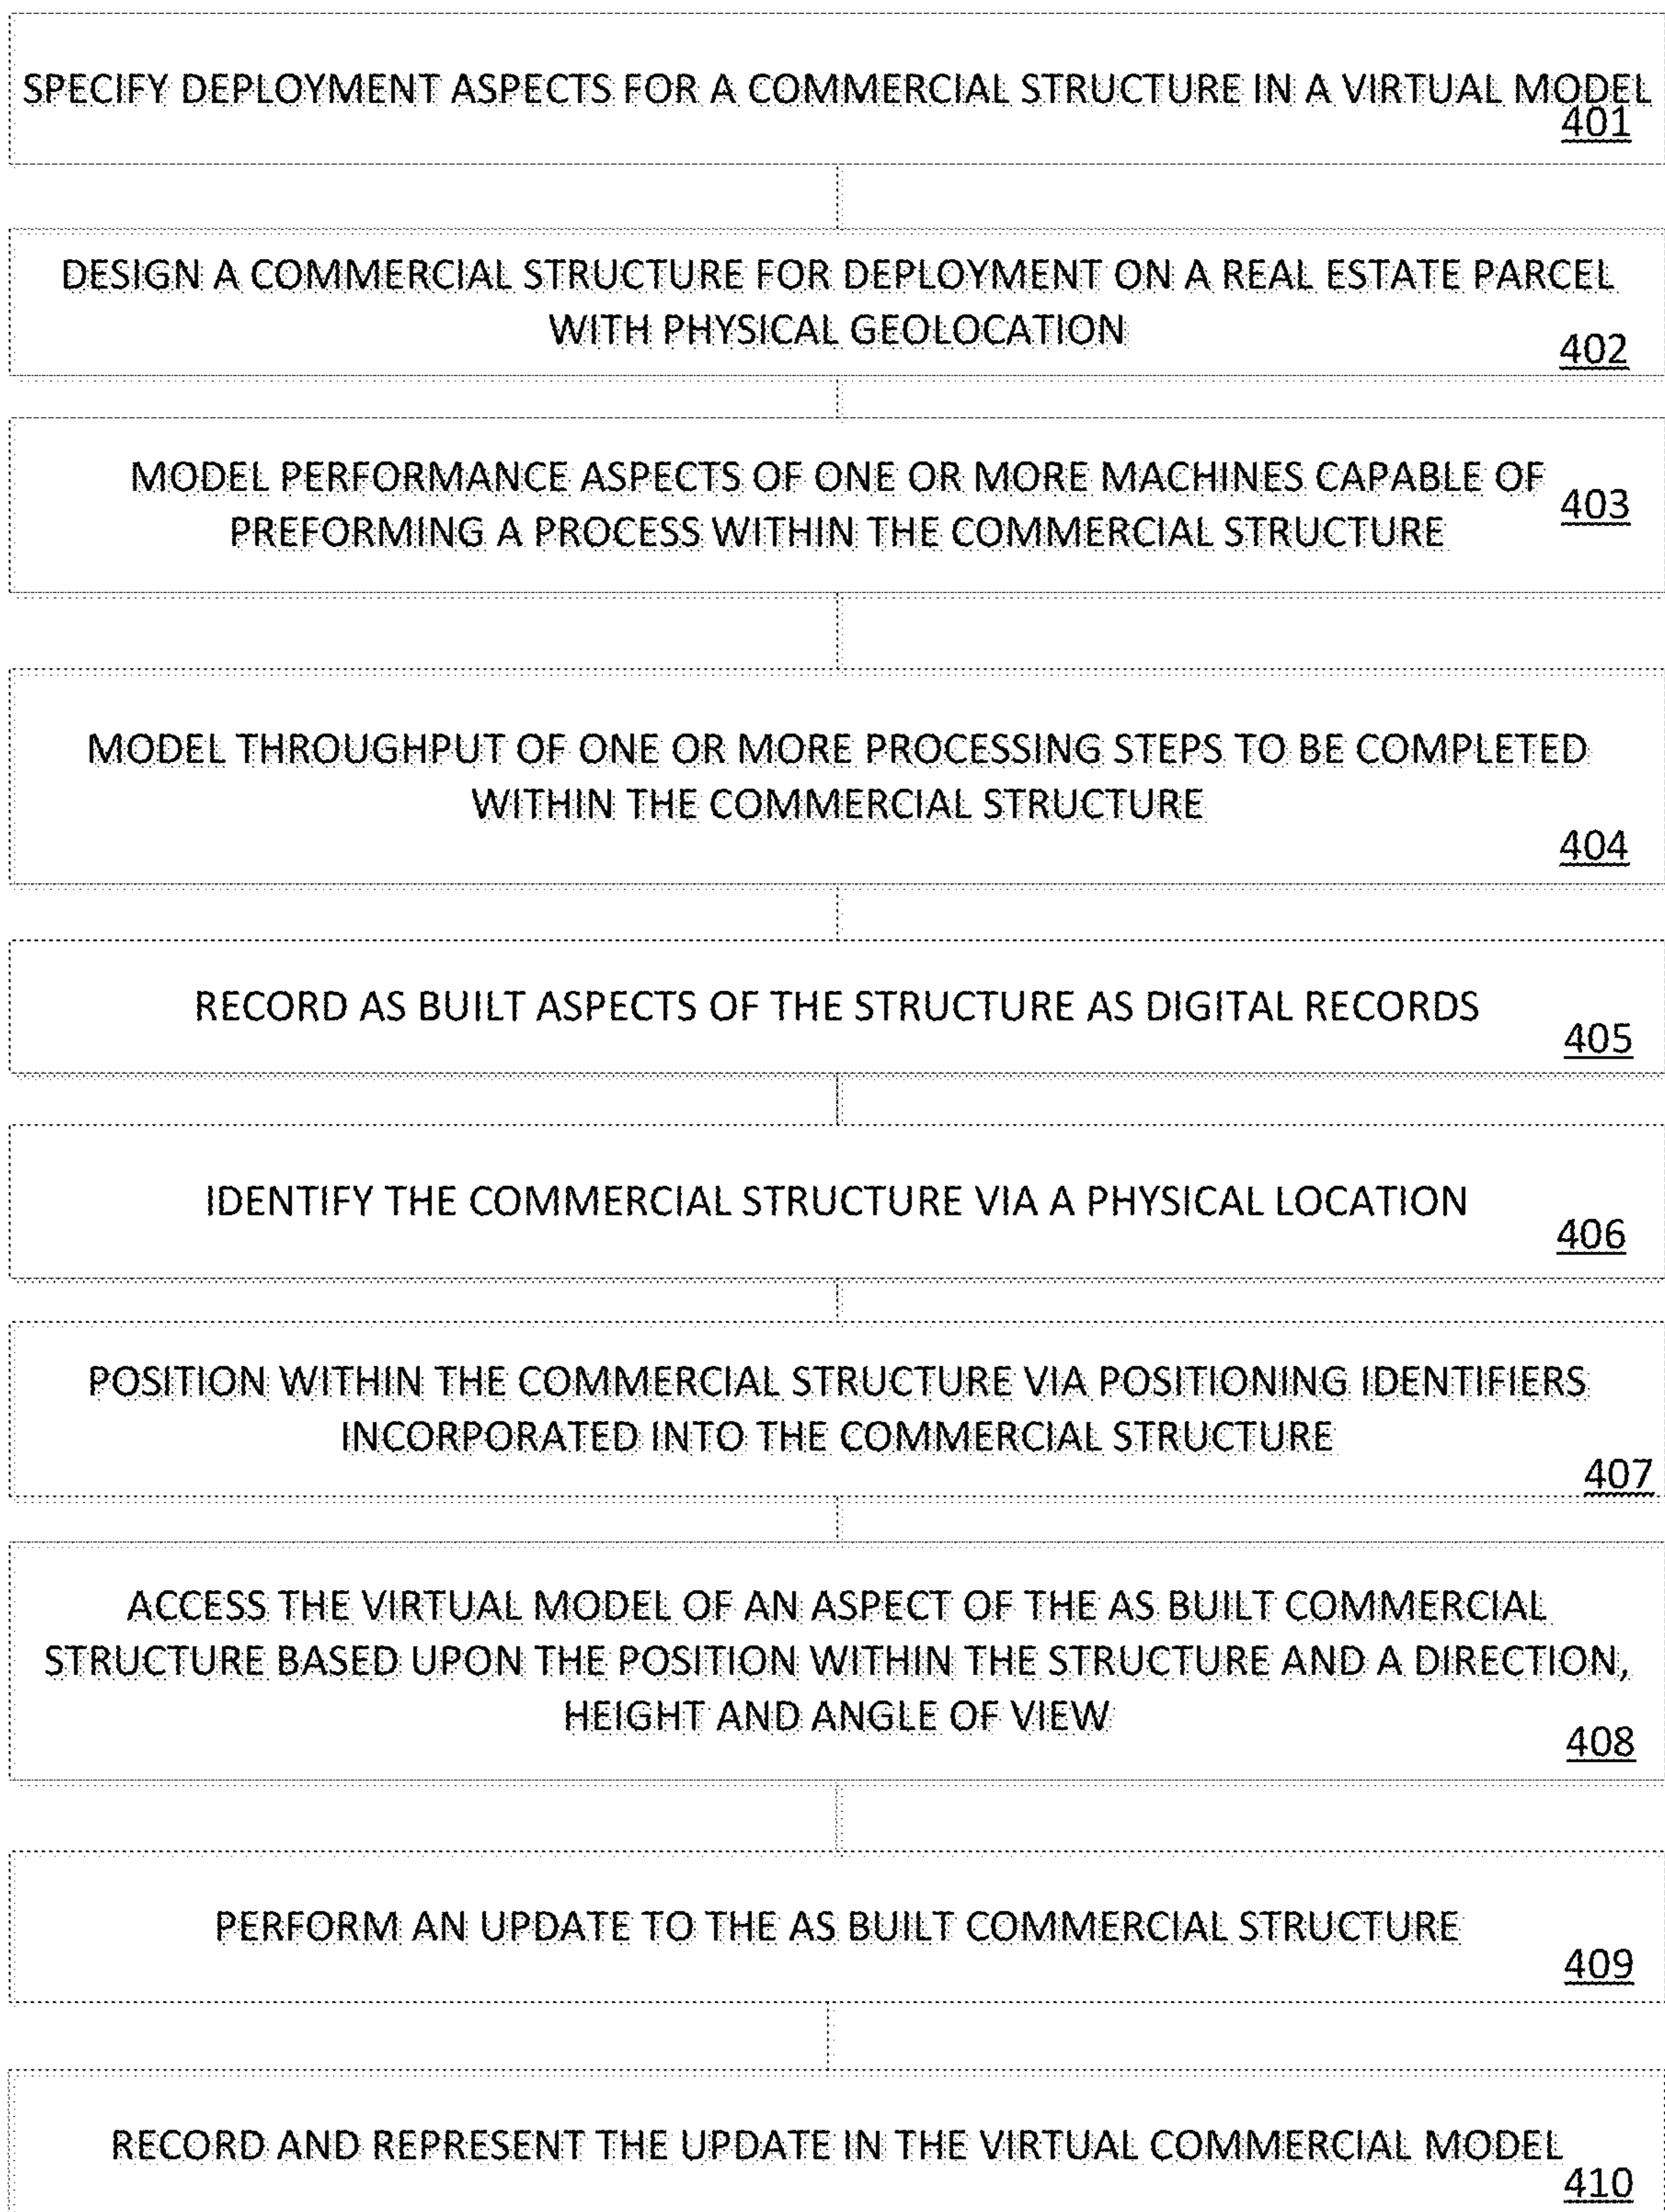 SPECIFY DEPLOYMENT ASPECTS FOR A COMMERCIAL STRUCTURE IN A VIRTUAL MODEL
401
DESIGN A COMMERCIAL STRUCTURE FOR DEPLOYMENT ON A REAL ESTATE PARCEL
WITH PHYSICAL GEOLOCATION
402
MODEL PERFORMANCE ASPECTS OF ONE OR MORE MACHINES CAPABLE OF
403
PREFORMING A PROCESS WITHIN THE COMMERCIAL STRUCTURE
MODEL THROUGHPUT OF ONE OR MORE PROCESSING STEPS TO BE COMPLETED
WITHIN THE COMMERCIAL STRUCTURE
404
RECORD AS BUILT ASPECTS OF THE STRUCTURE AS DIGITAL RECORDS
405
IDENTIFY THE COMMERCIAL STRUCTURE VIA A PHYSICAL LOCATION
406
POSITION WITHIN THE COMMERCIAL STRUCTURE VIA POSITIONING IDENTIFIERS
INCORPORATED INTO THE COMMERCIAL STRUCTURE
407
ACCESS THE VIRTUAL MODEL OF AN ASPECT OF THE AS BUILT COMMERCIAL
STRUCTURE BASED UPON THE POSITION WITHIN THE STRUCTURE AND A DIRECTION,
HEIGHT AND ANGLE OF VIEW
408
PERFORM AN UPDATE TO THE AS BUILT COMMERCIAL STRUCTURE
409
RECORD AND REPRESENT THE UPDATE IN THE VIRTUAL COMMERCIAL MODEL
410